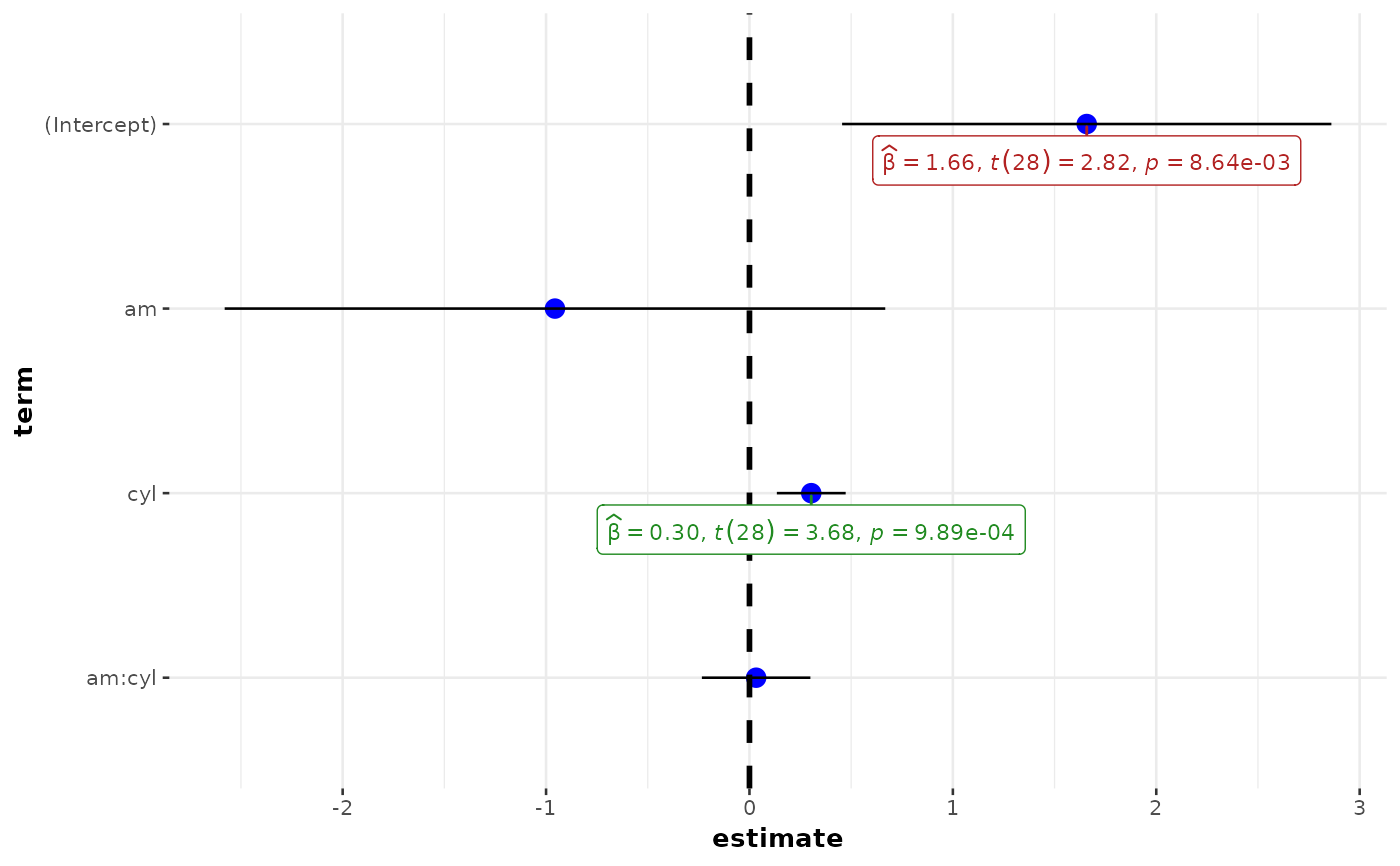 (Intercept)
β̂ = 1.66, t(28) = 2.82, p = 8.64e-03
am
term
cyl
β̂ = 0.30, t(28) = 3.68, p = 9.89e-04
am:cyl
-2 -1 0 1 2 3
estimate